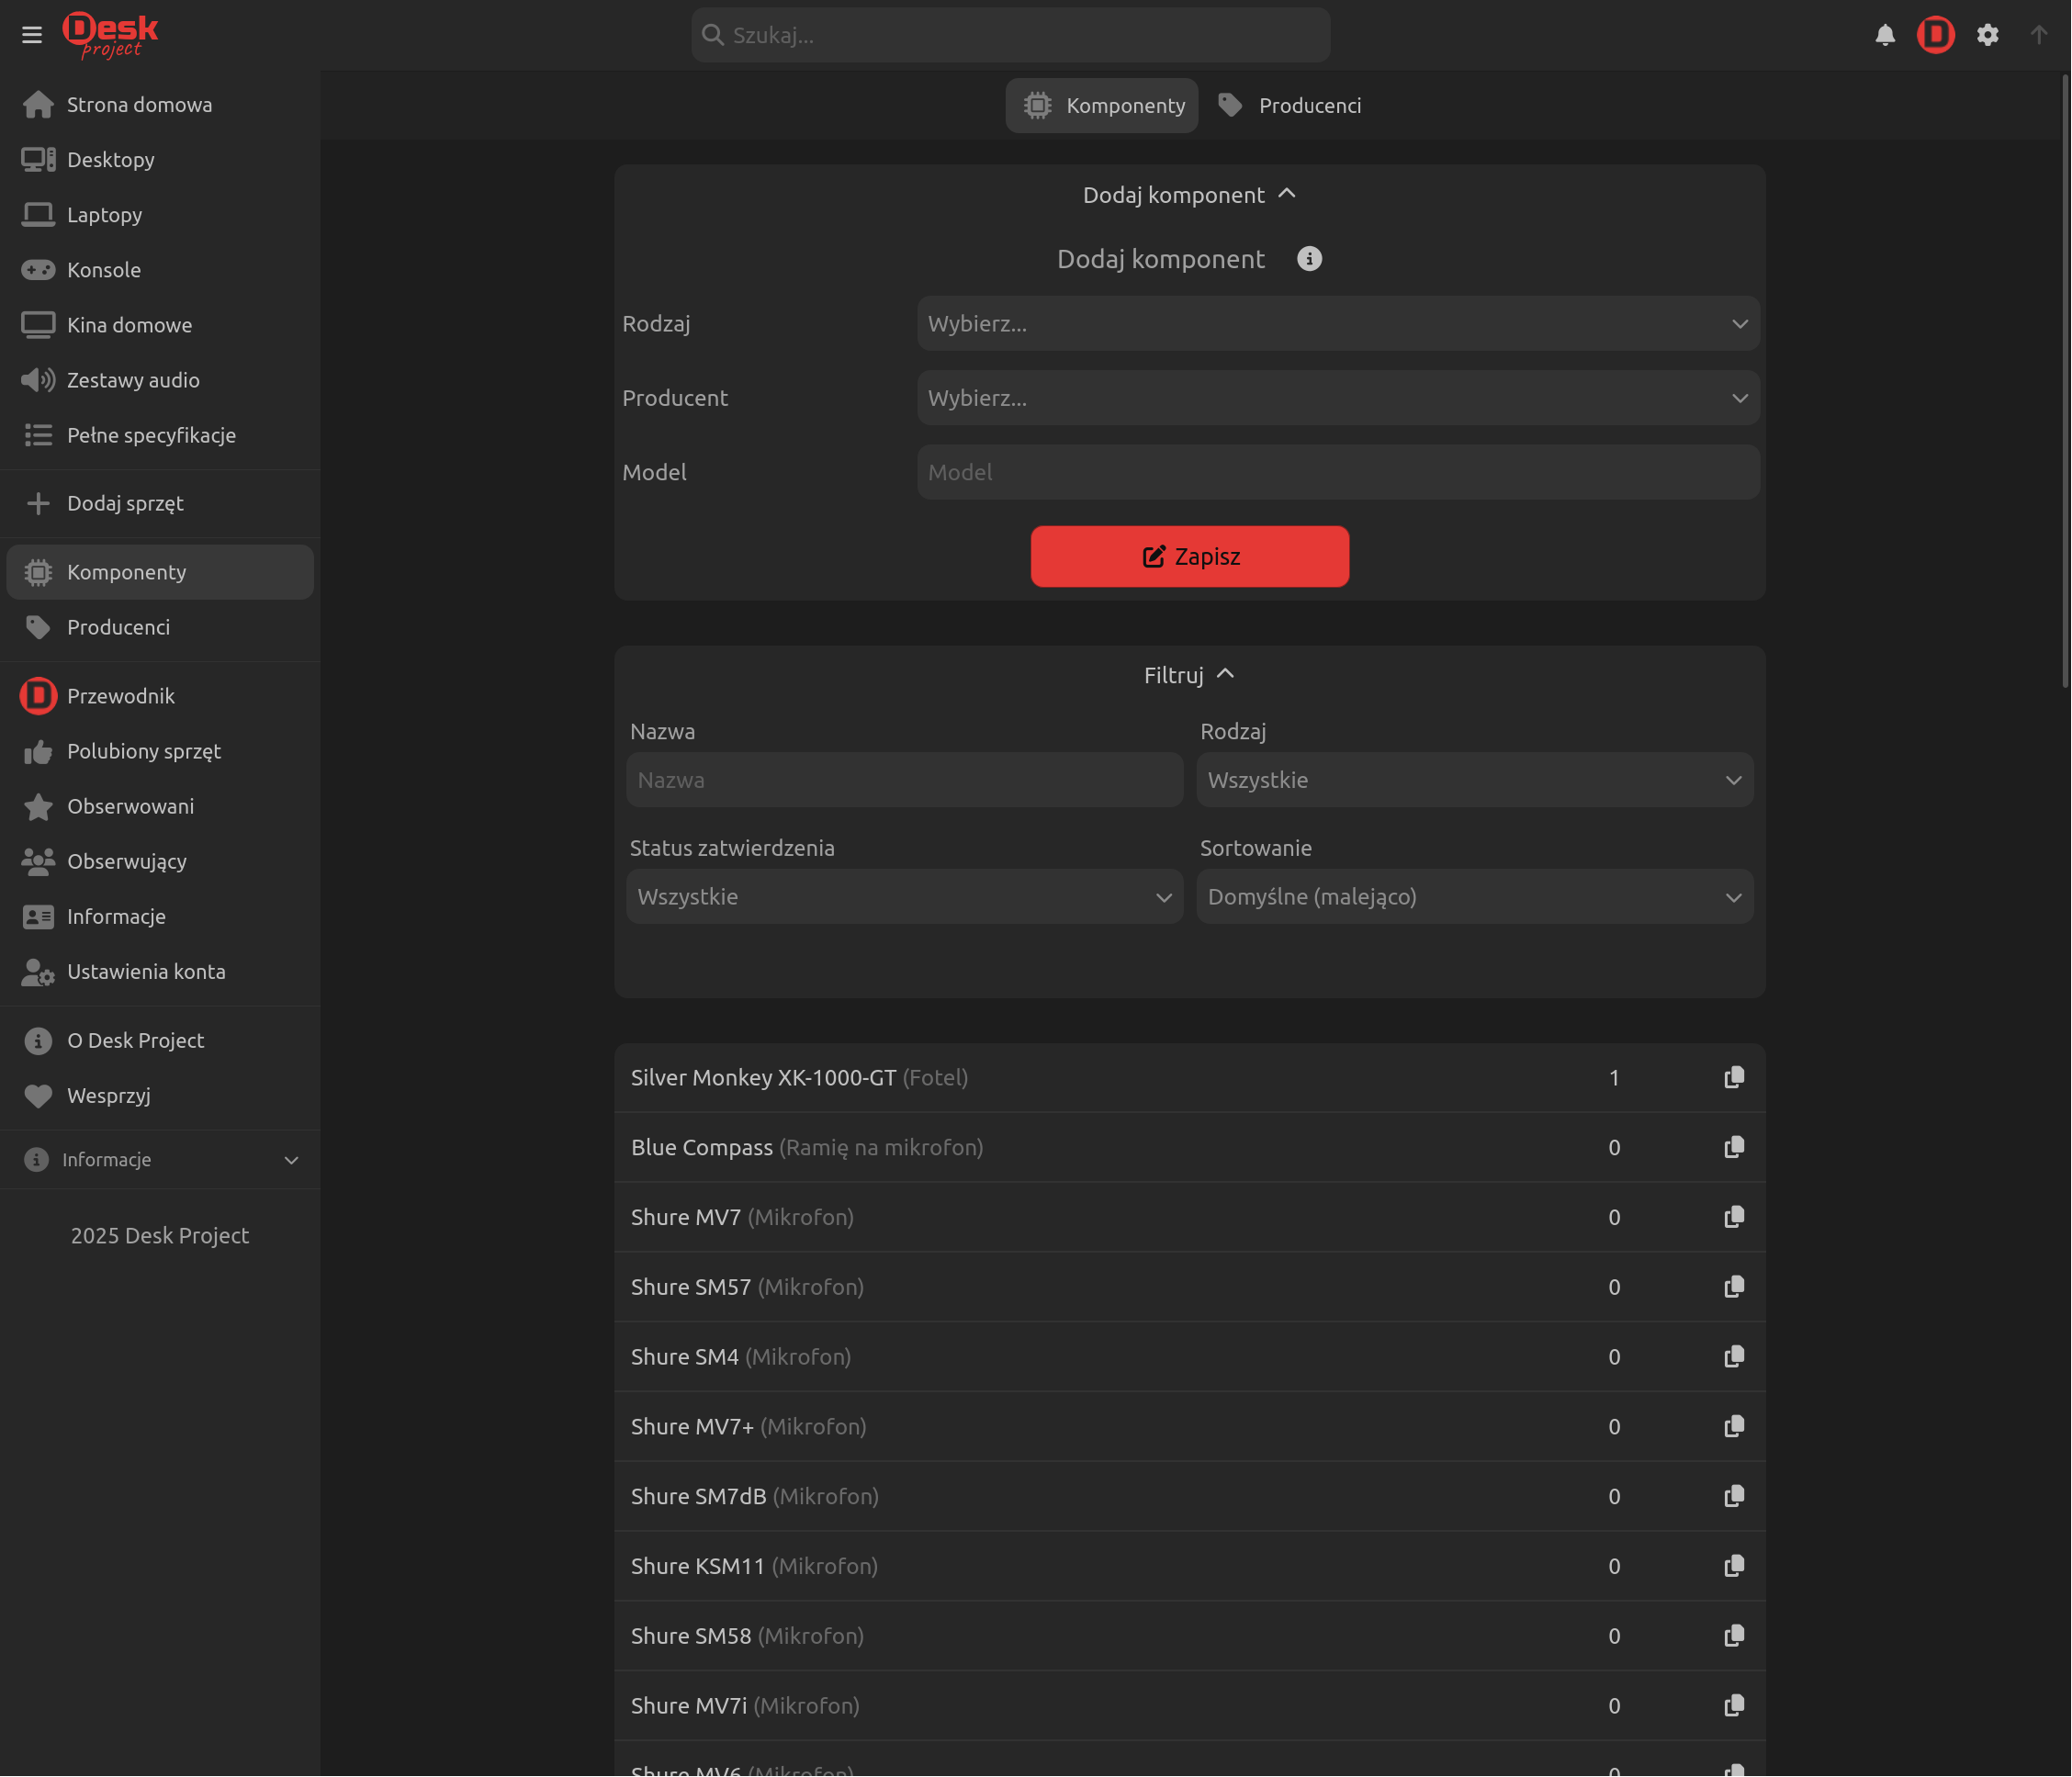 Desk
project
Szukaj...
Strona domowa
Desktopy
Laptopy
Konsole
Kina domowe
Zestawy audio
Pełne specyfikacje
Dodaj sprzęt
Komponenty
Producenci
Przewodnik
Polubiony sprzęt
Obserwowani
Obserwujący
Informacje
Ustawienia konta
O Desk Project
Wesprzyj
Informacje
2025 Desk Project
Komponenty Producenci
Dodaj komponent
Dodaj komponent
Rodzaj Wybierz...
Producent Wybierz...
Model Model
Zapisz
Filtruj
Nazwa Rodzaj
Nazwa Wszystkie
Status zatwierdzenia Sortowanie
Wszystkie Domyślne (malejąco)
Silver Monkey XK-1000-GT (Fotel) 1
Blue Compass (Ramię na mikrofon) 0
Shure MV7 (Mikrofon) 0
Shure SM57 (Mikrofon) 0
Shure SM4 (Mikrofon) 0
Shure MV7+ (Mikrofon) 0
Shure SM7dB (Mikrofon) 0
Shure KSM11 (Mikrofon) 0
Shure SM58 (Mikrofon) 0
Shure MV7i (Mikrofon) 0
Shure MV6 (Mikrofon) 0